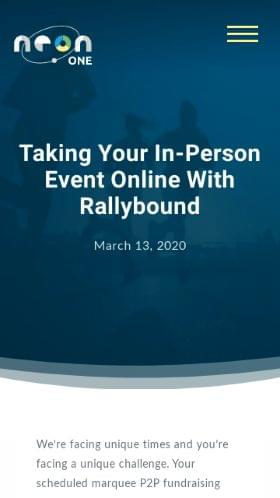 neon
ONE
Taking Your In-Person
Event Online With
Rallybound
March 13, 2020
We're facing unique times and you're
facing a unique challenge. Your
scheduled marquee P2P fundraising